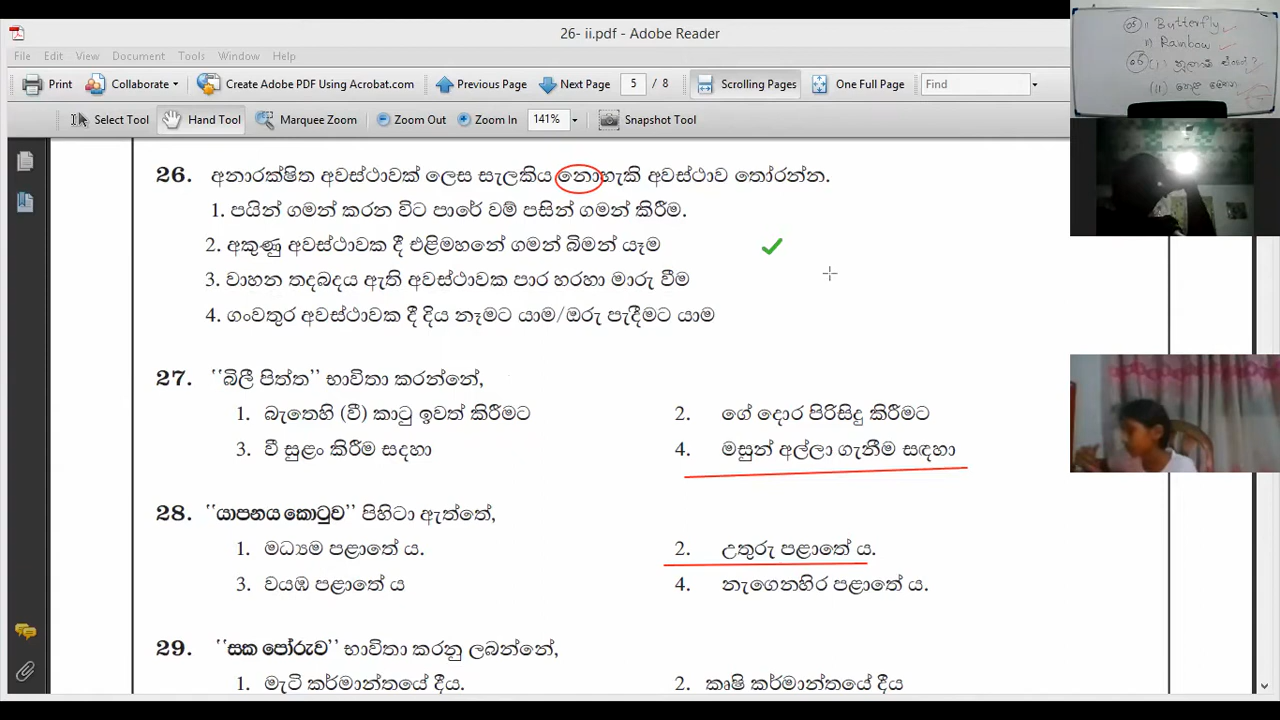 26- ii.pdf - Adobe Reader
File Edit View Document Tools Window Help
Print Collaborate Create Adobe PDF Using Acrobat.com Previous Page Next Page 5 / 8 Scrolling Pages One Full Page Find
Select Tool Hand Tool Marquee Zoom Zoom Out Zoom In 141% Snapshot Tool
26. අනාරක්ෂිත අවස්ථාවක් ලෙස සැලකිය නොහැකි අවස්ථාව තෝරන්න.
1. පයින් ගමන් කරන විට පාරේ වම් පසින් ගමන් කිරීම.
2. අකුණු අවස්ථාවක දී එළිමහනේ ගමන් බිමන් යෑම
3. වාහන තදබදය ඇති අවස්ථාවක පාර හරහා මාරු වීම
4. ගංවතුර අවස්ථාවක දී දිය නෑමට යාම/ඔරු පැදීමට යාම
27. "බිලී පිත්ත" භාවිතා කරන්නේ,
1. බැතෙහි (වී) කාටු ඉවත් කිරීමට 2. ගේ දොර පිරිසිදු කිරීමට
3. වී සුළං කිරීම සදහා 4. මසුන් අල්ලා ගැනීම සඳහා
28. "යාපනය කොටුව" පිහිටා ඇත්තේ,
1. මධ්‍යම පළාතේ ය. 2. උතුරු පළාතේ ය.
3. වයඹ පළාතේ ය 4. නැගෙනහිර පළාතේ ය.
29. "සක පෝරුව" භාවිතා කරනු ලබන්නේ,
1. මැටි කර්මාන්තයේ දීය. 2. කෘෂි කර්මාන්තයේ දීය
05 i) Butterfly
ii) Rainbow
06 (i)
(ii)